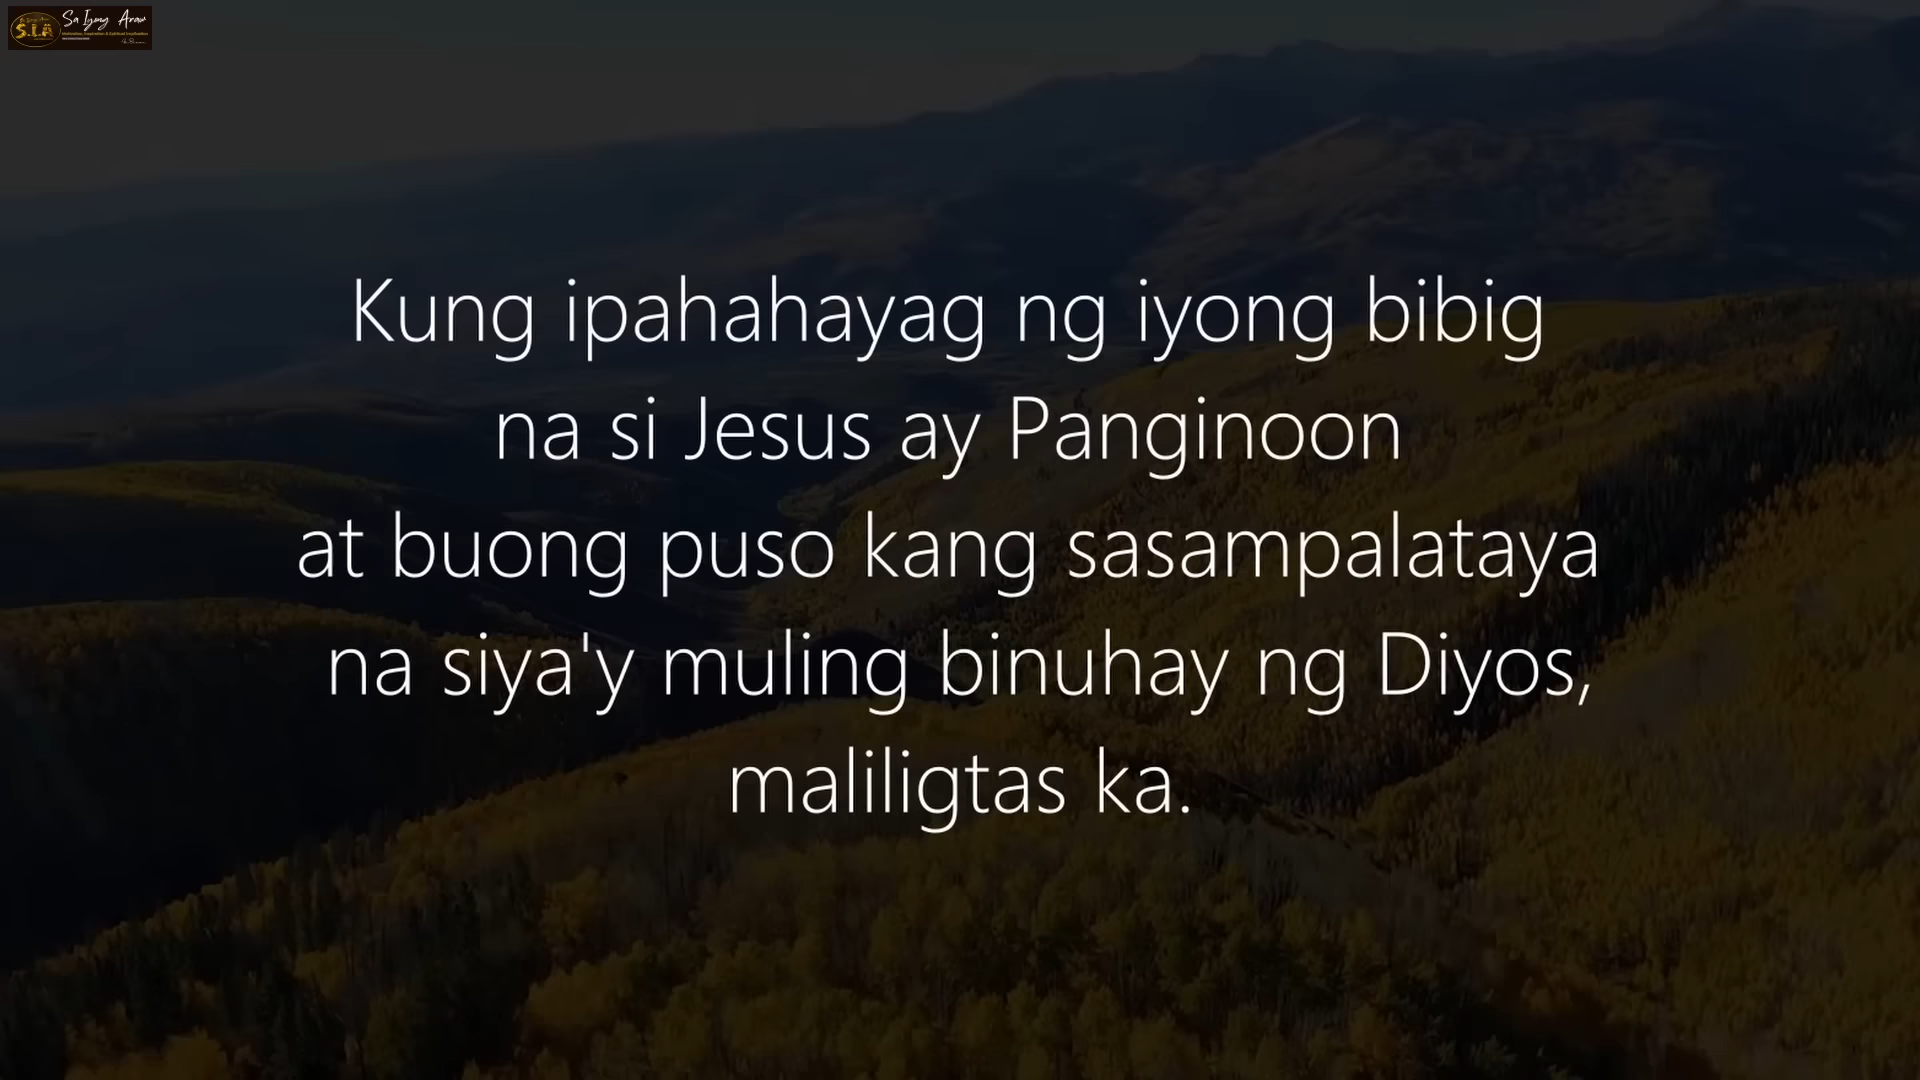 Sa Iyong Araw
S.I.A
Kung ipahahayag ng iyong bibig
na si Jesus ay Panginoon
at buong puso kang sasampalataya
na siya'y muling binuhay ng Diyos,
maliligtas ka.